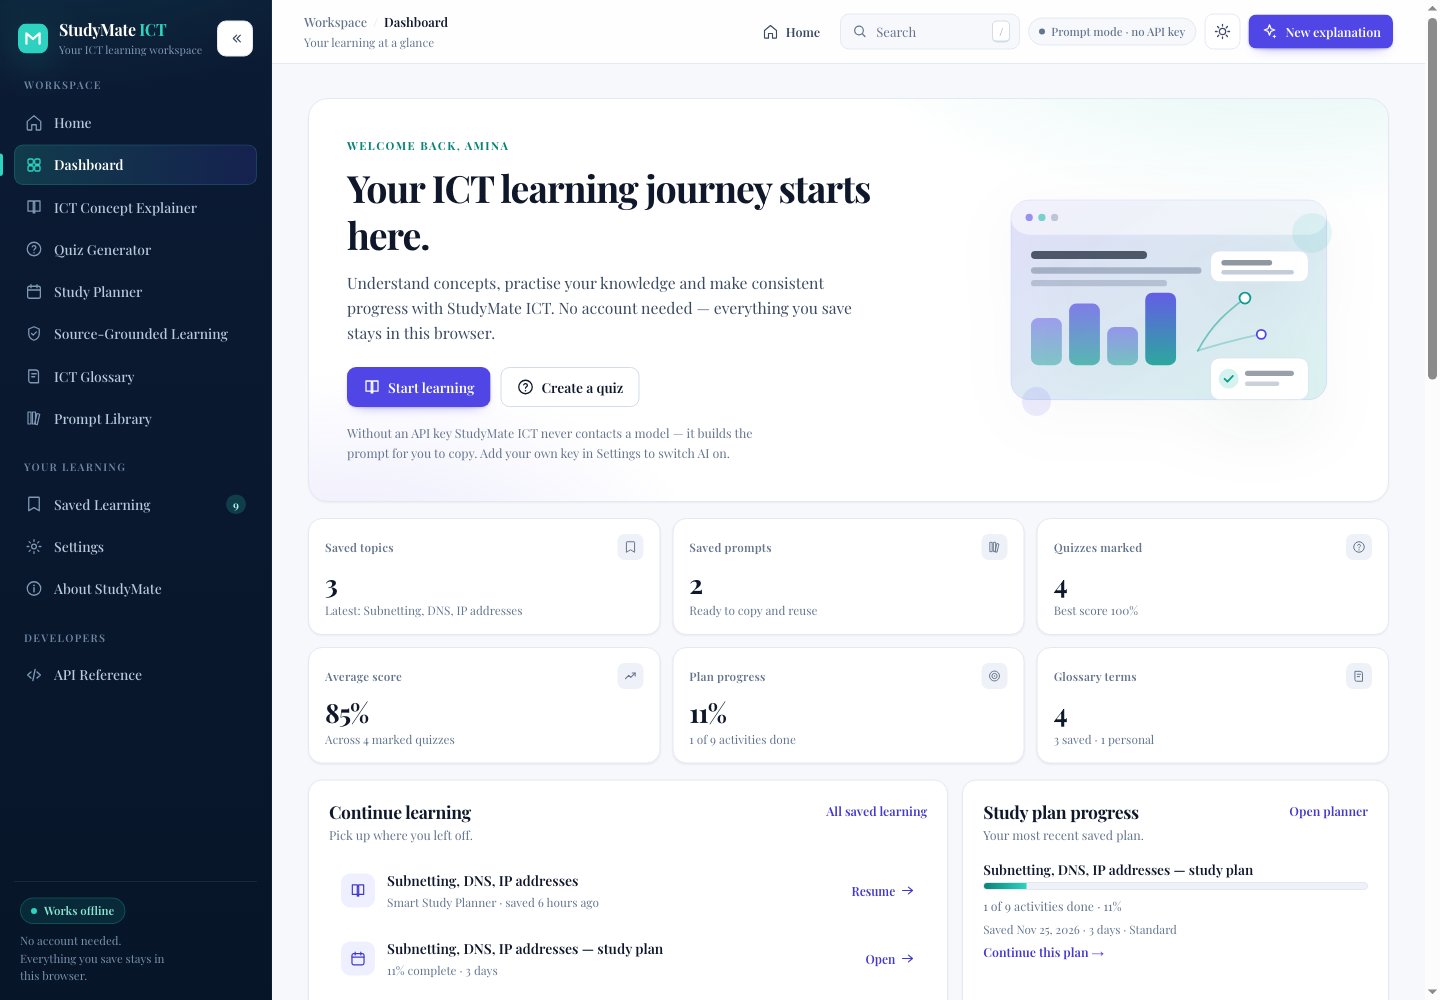 StudyMate ICT
Your ICT learning workspace
WORKSPACE
Home
Dashboard
ICT Concept Explainer
Quiz Generator
Study Planner
Source-Grounded Learning
ICT Glossary
Prompt Library
YOUR LEARNING
Saved Learning 9
Settings
About StudyMate
DEVELOPERS
API Reference
Works offline
No account needed.
Everything you save stays in
this browser.
Workspace / Dashboard
Your learning at a glance
Home
Search /
Prompt mode · no API key
New explanation
WELCOME BACK, AMINA
Your ICT learning journey starts
here.
Understand concepts, practise your knowledge and make consistent
progress with StudyMate ICT. No account needed — everything you save
stays in this browser.
Start learning
Create a quiz
Without an API key StudyMate ICT never contacts a model — it builds the
prompt for you to copy. Add your own key in Settings to switch AI on.
Saved topics
3
Latest: Subnetting, DNS, IP addresses
Saved prompts
2
Ready to copy and reuse
Quizzes marked
4
Best score 100%
Average score
85%
Across 4 marked quizzes
Plan progress
11%
1 of 9 activities done
Glossary terms
4
3 saved · 1 personal
Continue learning
All saved learning
Pick up where you left off.
Subnetting, DNS, IP addresses
Smart Study Planner · saved 6 hours ago
Resume →
Subnetting, DNS, IP addresses — study plan
11% complete · 3 days
Open →
Study plan progress
Open planner
Your most recent saved plan.
Subnetting, DNS, IP addresses — study plan
1 of 9 activities done · 11%
Saved Nov 25, 2026 · 3 days · Standard
Continue this plan →